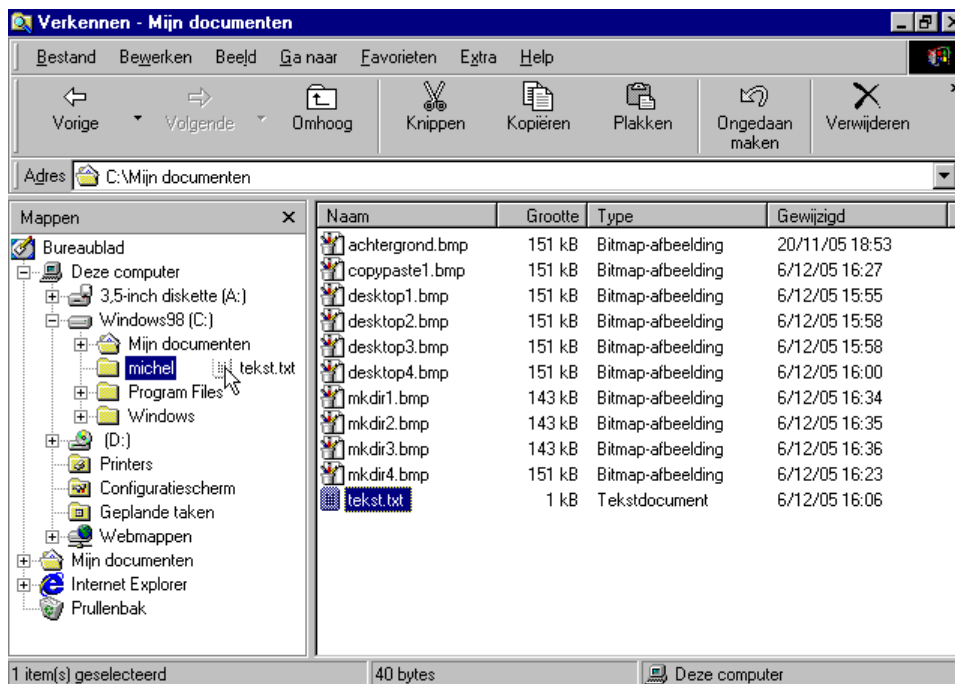 Verkennen - Mijn documenten
Bestand Bewerken Beeld Ga naar Favorieten Extra Help
Vorige Volgende Omhoog Knippen Kopiëren Plakken Ongedaan maken Verwijderen
Adres C:\Mijn documenten
Mappen
Bureaublad
Deze computer
3,5-inch diskette (A:)
Windows98 (C:)
Mijn documenten
michel tekst.txt
Program Files
Windows
(D:)
Printers
Configuratiescherm
Geplande taken
Webmappen
Mijn documenten
Internet Explorer
Prullenbak
Naam Grootte Type Gewijzigd
achtergrond.bmp 151 kB Bitmap-afbeelding 20/11/05 18:53
copypaste1.bmp 151 kB Bitmap-afbeelding 6/12/05 16:27
desktop1.bmp 151 kB Bitmap-afbeelding 6/12/05 15:55
desktop2.bmp 151 kB Bitmap-afbeelding 6/12/05 15:58
desktop3.bmp 151 kB Bitmap-afbeelding 6/12/05 15:58
desktop4.bmp 151 kB Bitmap-afbeelding 6/12/05 16:00
mkdir1.bmp 143 kB Bitmap-afbeelding 6/12/05 16:34
mkdir2.bmp 143 kB Bitmap-afbeelding 6/12/05 16:35
mkdir3.bmp 143 kB Bitmap-afbeelding 6/12/05 16:36
mkdir4.bmp 151 kB Bitmap-afbeelding 6/12/05 16:23
tekst.txt 1 kB Tekstdocument 6/12/05 16:06
1 item(s) geselecteerd 40 bytes Deze computer